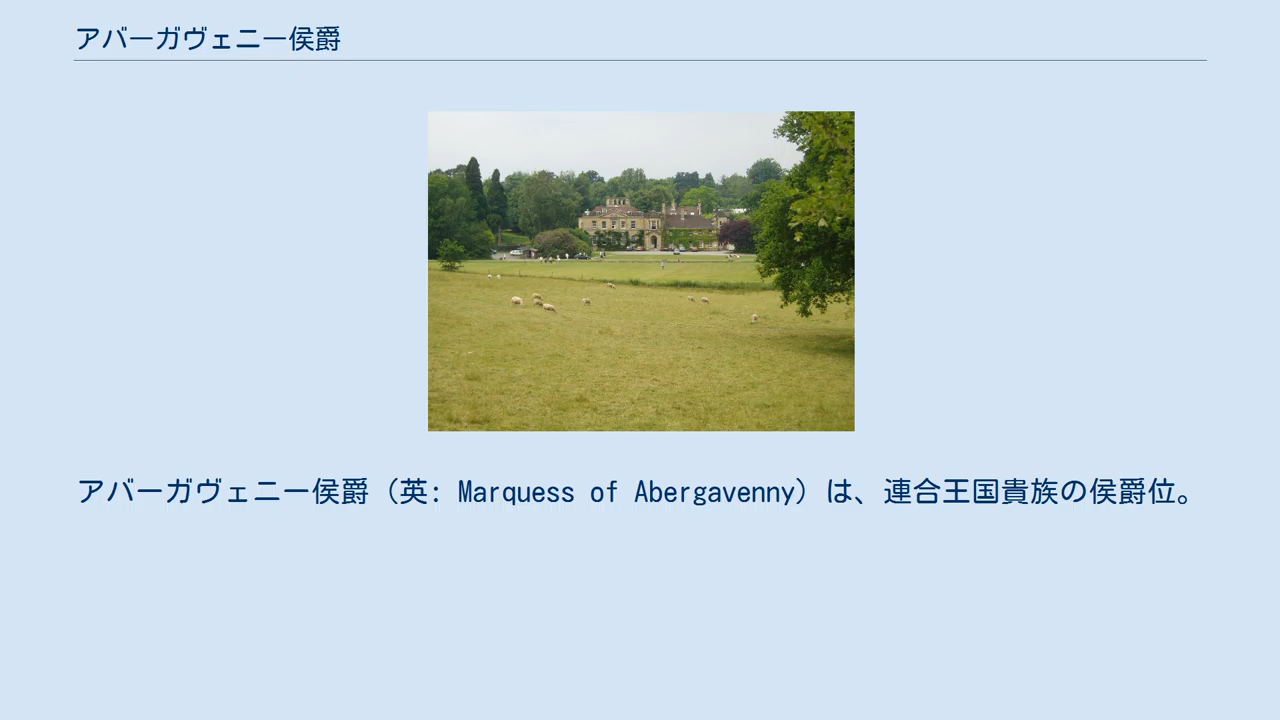 アバーガヴェニー侯爵
アバーガヴェニー侯爵（英: Marquess of Abergavenny）は、連合王国貴族の侯爵位。